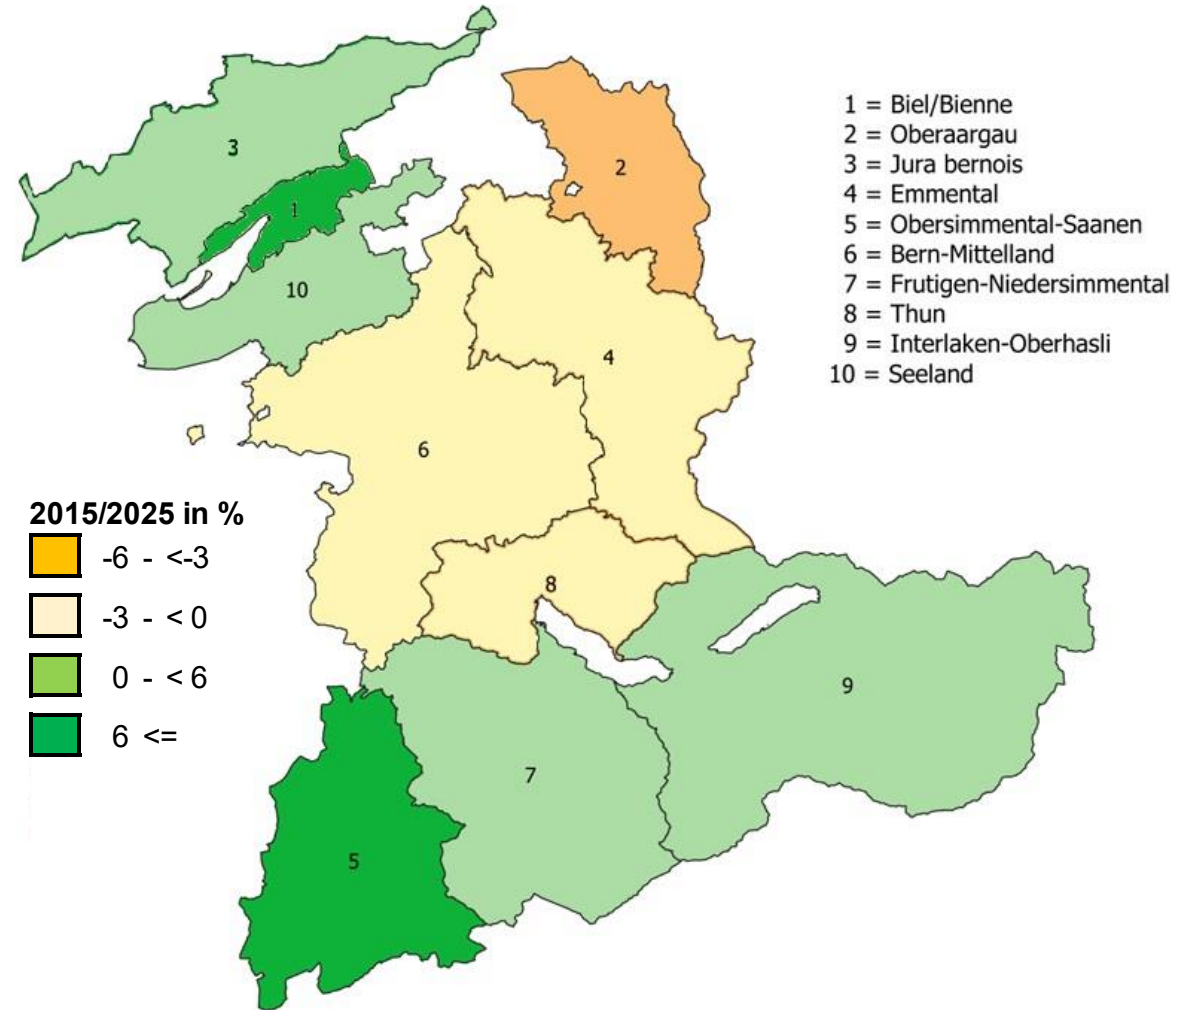 1 = Biel/Bienne
2 = Oberaargau
3 = Jura bernois
4 = Emmental
5 = Obersimmental-Saanen
6 = Bern-Mittelland
7 = Frutigen-Niedersimmental
8 = Thun
9 = Interlaken-Oberhasli
10 = Seeland
3
2
1
10
4
6
8
9
7
5
2015/2025 in %
-6 - <-3
-3 - < 0
0 - < 6
6 <=